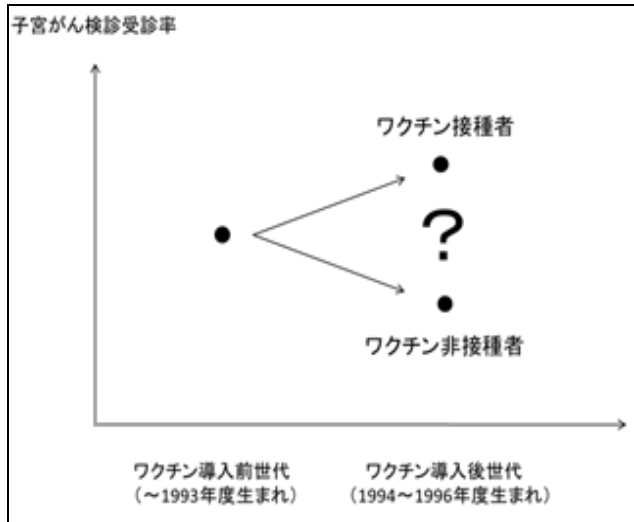 子宮がん検診受診率
ワクチン接種者
?
ワクチン非接種者
ワクチン導入前世代
(～1993年度生まれ)
ワクチン導入後世代
(1994～1996年度生まれ)